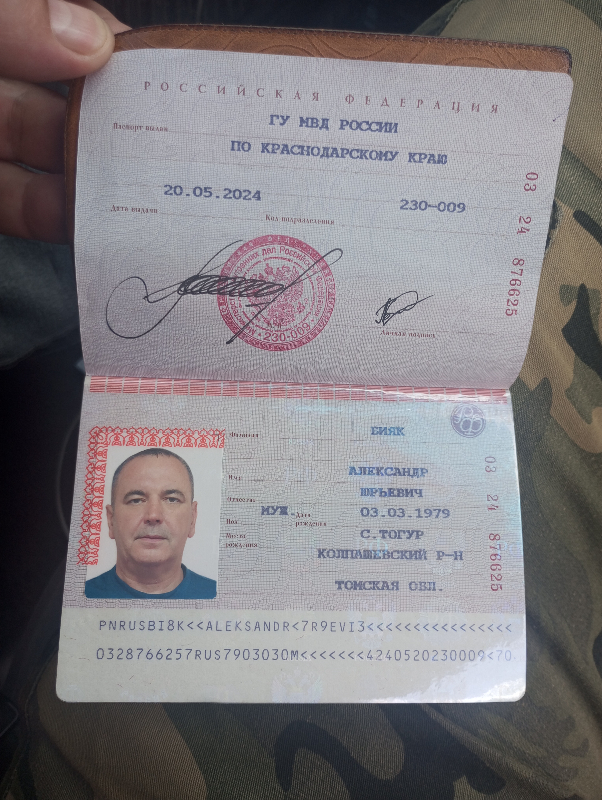 РОССИЙСКАЯ ФЕДЕРАЦИЯ
Паспорт выдан
ГУ МВД РОССИИ
ПО КРАСНОДАРСКОМУ КРАЮ
20.05.2024 230-009
Дата выдачи Код подразделения
03 24 876625
230-009
Личная подпись
Фамилия БИЯК
Имя АЛЕКСАНДР
Отчество ЮРЬЕВИЧ
Пол МУЖ. Дата рождения 03.03.1979
Место рождения С.ТОГУР
КОЛПАШЕВСКИЙ Р-Н
ТОМСКАЯ ОБЛ.
03 24 876625
PNRUSBI8K<<ALEKSANDR<7R9EVI3<<<<<<<<<<<<<<<<
0328766257RUS7903030M<<<<<<<4240520230009<70